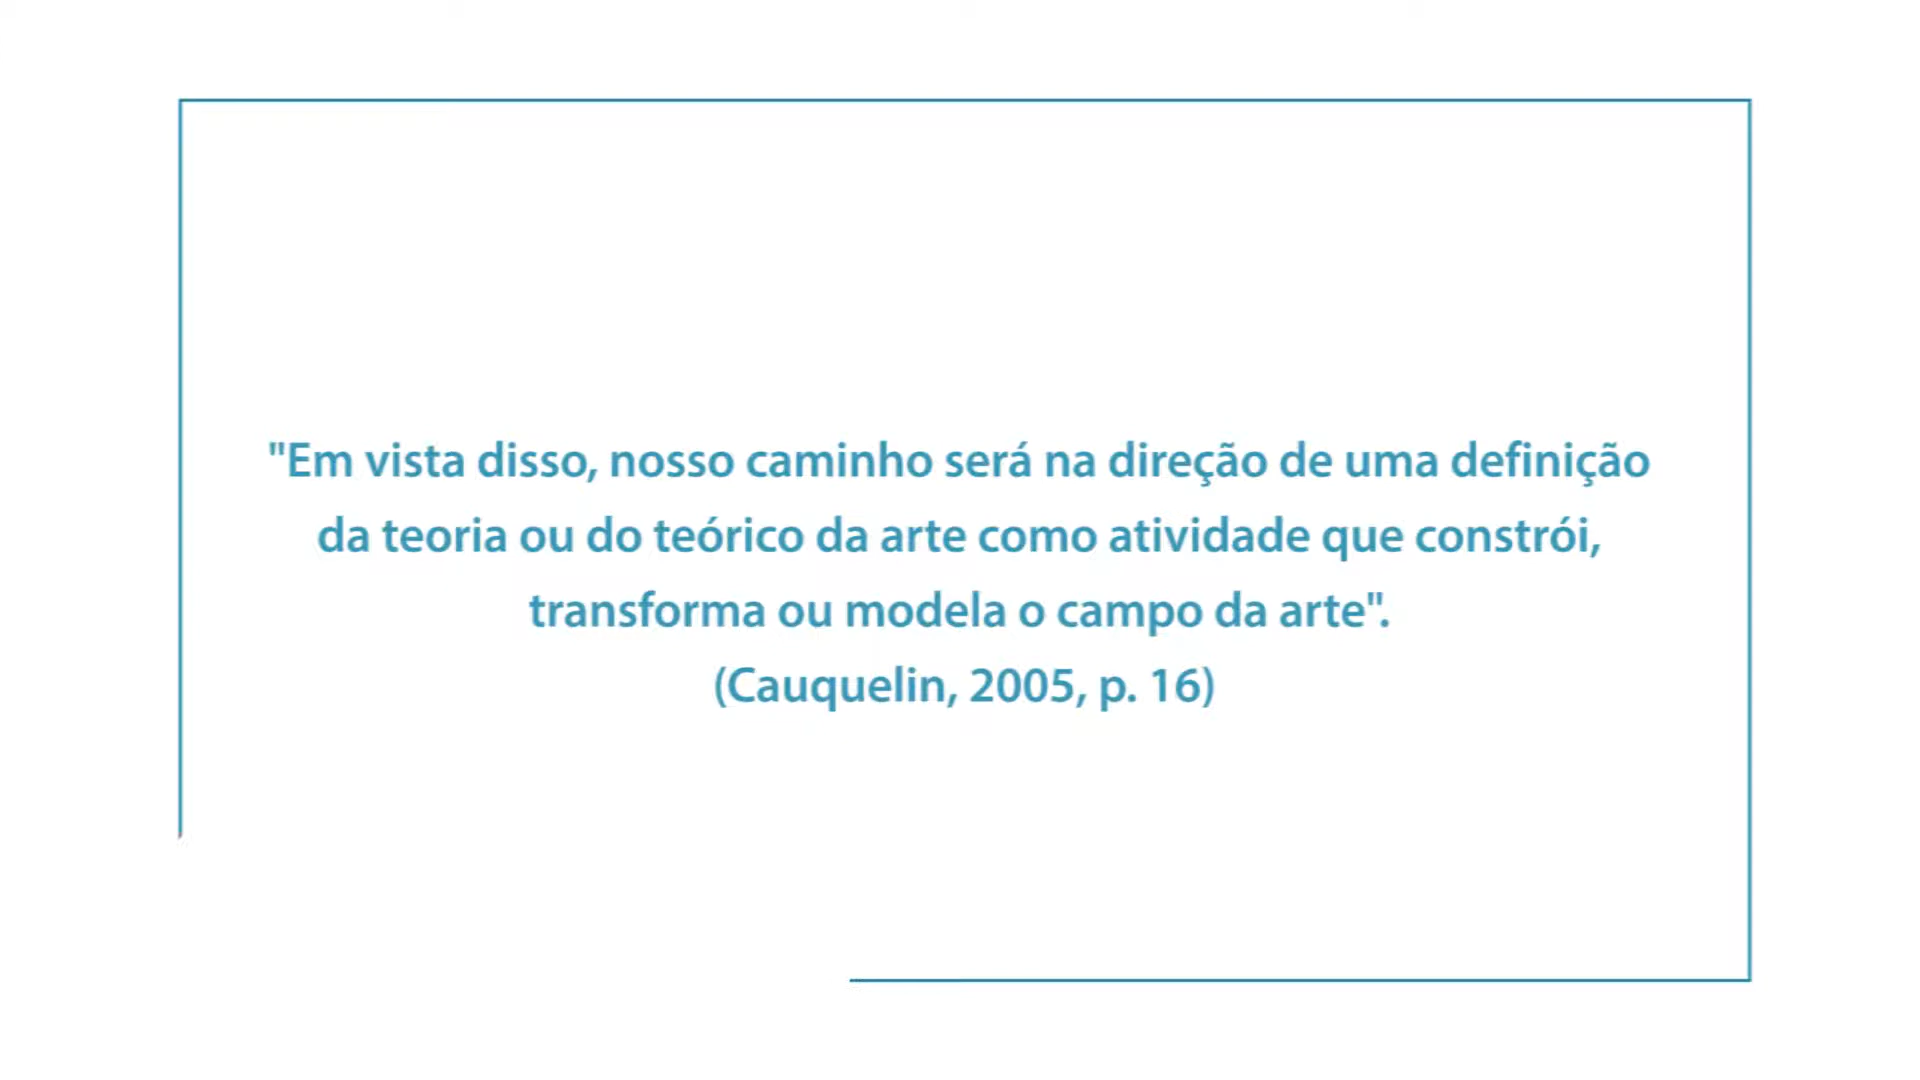 "Em vista disso, nosso caminho será na direção de uma definição
da teoria ou do teórico da arte como atividade que constrói,
transforma ou modela o campo da arte".
(Cauquelin, 2005, p. 16)